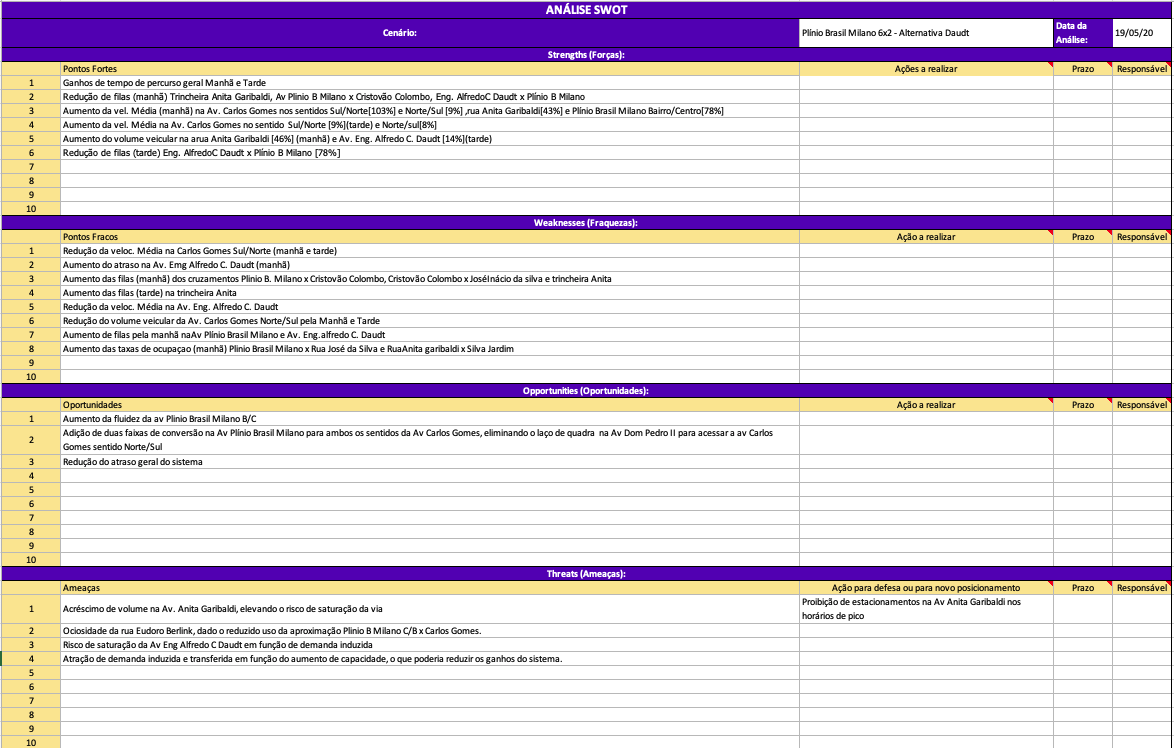 ANÁLISE SWOT
Cenário: Plínio Brasil Milano 6x2 - Alternativa Daudt Data da Análise: 19/05/20
Strengths (Forças):
Pontos Fortes Ações a realizar Prazo Responsável
1 Ganhos de tempo de percurso geral Manhã e Tarde
2 Redução de filas (manhã) Trincheira Anita Garibaldi, Av Plinio B Milano x Cristovão Colombo, Eng. AlfredoC Daudt x Plínio B Milano
3 Aumento da vel. Média (manhã) na Av. Carlos Gomes nos sentidos Sul/Norte[103%] e Norte/Sul [9%] ,rua Anita Garibaldi[43%] e Plínio Brasil Milano Bairro/Centro[78%]
4 Aumento da vel. Média na Av. Carlos Gomes no sentido Sul/Norte [9%](tarde) e Norte/sul[8%]
5 Aumento do volume veicular na arua Anita Garibaldi [46%] (manhã) e Av. Eng. Alfredo C. Daudt [14%](tarde)
6 Redução de filas (tarde) Eng. AlfredoC Daudt x Plínio B Milano [78%]
7
8
9
10
Weaknesses (Fraquezas):
Pontos Fracos Ação a realizar Prazo Responsável
1 Redução da veloc. Média na Carlos Gomes Sul/Norte (manhã e tarde)
2 Aumento do atraso na Av. Emg Alfredo C. Daudt (manhã)
3 Aumento das filas (manhã) dos cruzamentos Plinio B. Milano x Cristovão Colombo, Cristovão Colombo x JoséInácio da silva e trincheira Anita
4 Aumento das filas (tarde) na trincheira Anita
5 Redução da veloc. Média na Av. Eng. Alfredo C. Daudt
6 Redução do volume veicular da Av. Carlos Gomes Norte/Sul pela Manhã e Tarde
7 Aumento de filas pela manhã naAv Plínio Brasil Milano e Av. Eng.alfredo C. Daudt
8 Aumento das taxas de ocupaçao (manhã) Plinio Brasil Milano x Rua José da Silva e RuaAnita garibaldi x Silva Jardim
9
10
Opportunities (Oportunidades):
Oportunidades Ação a realizar Prazo Responsável
1 Aumento da fluidez da av Plinio Brasil Milano B/C
2 Adição de duas faixas de conversão na Av Plínio Brasil Milano para ambos os sentidos da Av Carlos Gomes, eliminando o laço de quadra na Av Dom Pedro II para acessar a av Carlos
Gomes sentido Norte/Sul
3 Redução do atraso geral do sistema
4
5
6
7
8
9
10
Threats (Ameaças):
Ameaças Ação para defesa ou para novo posicionamento Prazo Responsável
1 Acréscimo de volume na Av. Anita Garibaldi, elevando o risco de saturação da via Proibição de estacionamentos na Av Anita Garibaldi nos
horários de pico
2 Ociosidade da rua Eudoro Berlink, dado o reduzido uso da aproximação Plinio B Milano C/B x Carlos Gomes.
3 Risco de saturação da Av Eng Alfredo C Daudt em função de demanda induzida
4 Atração de demanda induzida e transferida em função do aumento de capacidade, o que poderia reduzir os ganhos do sistema.
5
6
7
8
9
10